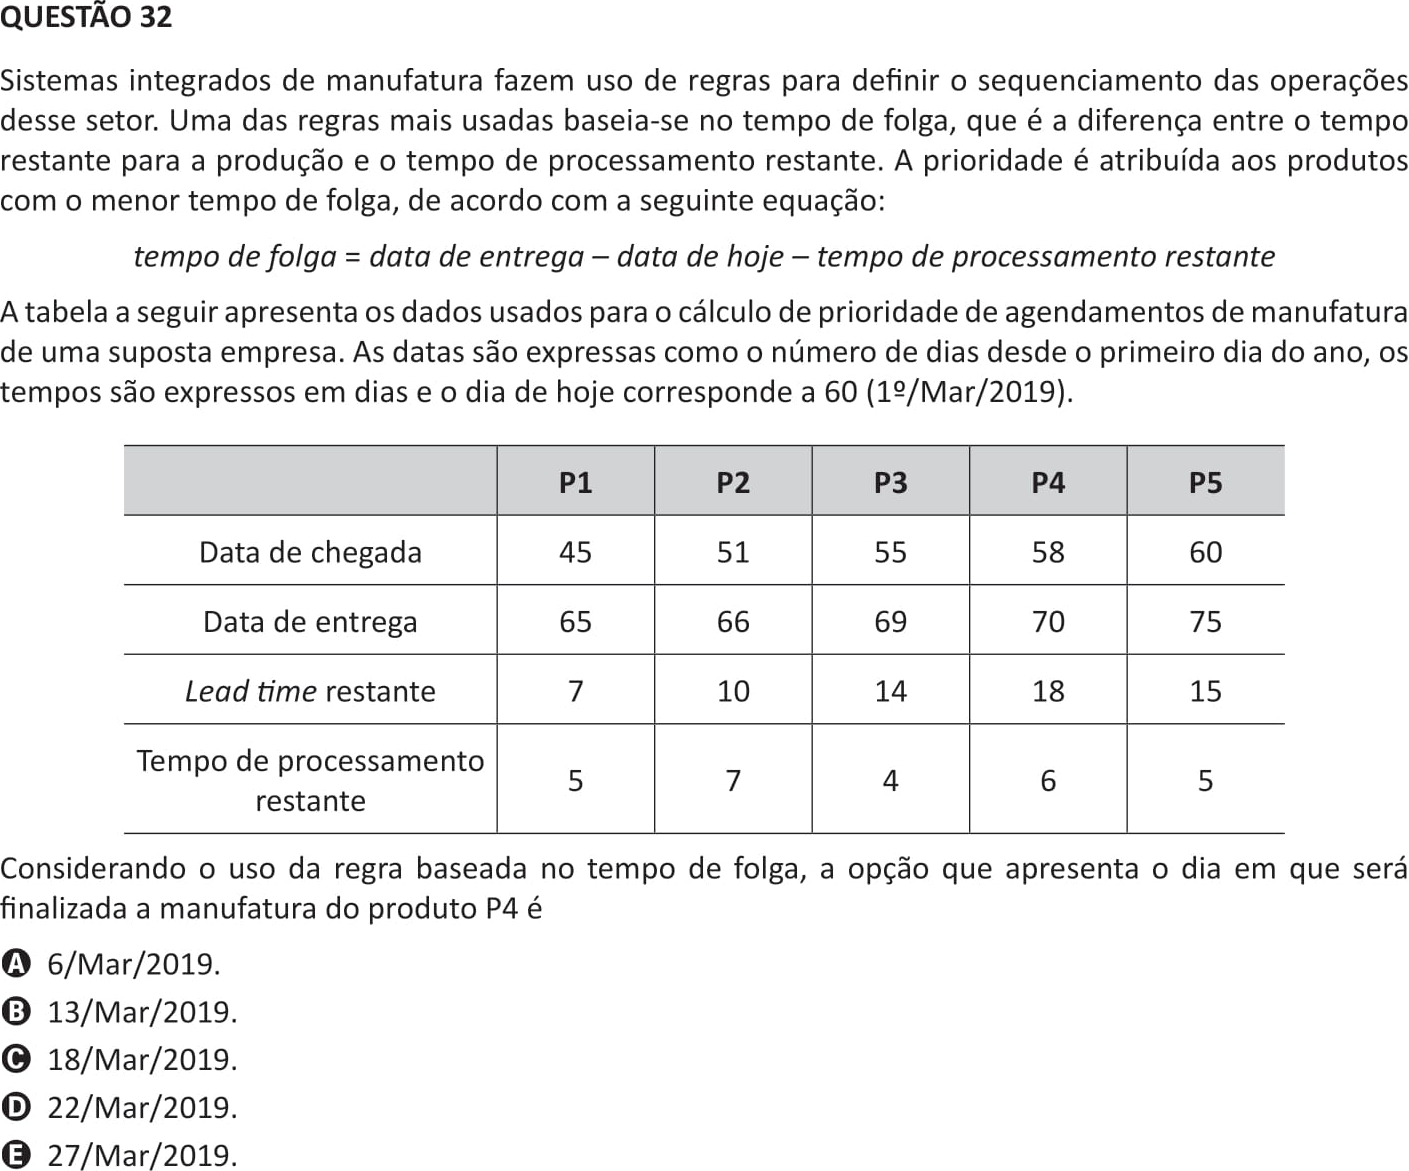 QUESTÃO 32
Sistemas integrados de manufatura fazem uso de regras para definir o sequenciamento das operações
desse setor. Uma das regras mais usadas baseia-se no tempo de folga, que é a diferença entre o tempo
restante para a produção e o tempo de processamento restante. A prioridade é atribuída aos produtos
com o menor tempo de folga, de acordo com a seguinte equação:
tempo de folga = data de entrega – data de hoje – tempo de processamento restante
A tabela a seguir apresenta os dados usados para o cálculo de prioridade de agendamentos de manufatura
de uma suposta empresa. As datas são expressas como o número de dias desde o primeiro dia do ano, os
tempos são expressos em dias e o dia de hoje corresponde a 60 (1º/Mar/2019).
P1 P2 P3 P4 P5
Data de chegada 45 51 55 58 60
Data de entrega 65 66 69 70 75
Lead time restante 7 10 14 18 15
Tempo de processamento
restante 5 7 4 6 5
Considerando o uso da regra baseada no tempo de folga, a opção que apresenta o dia em que será
finalizada a manufatura do produto P4 é
A 6/Mar/2019.
B 13/Mar/2019.
C 18/Mar/2019.
D 22/Mar/2019.
E 27/Mar/2019.